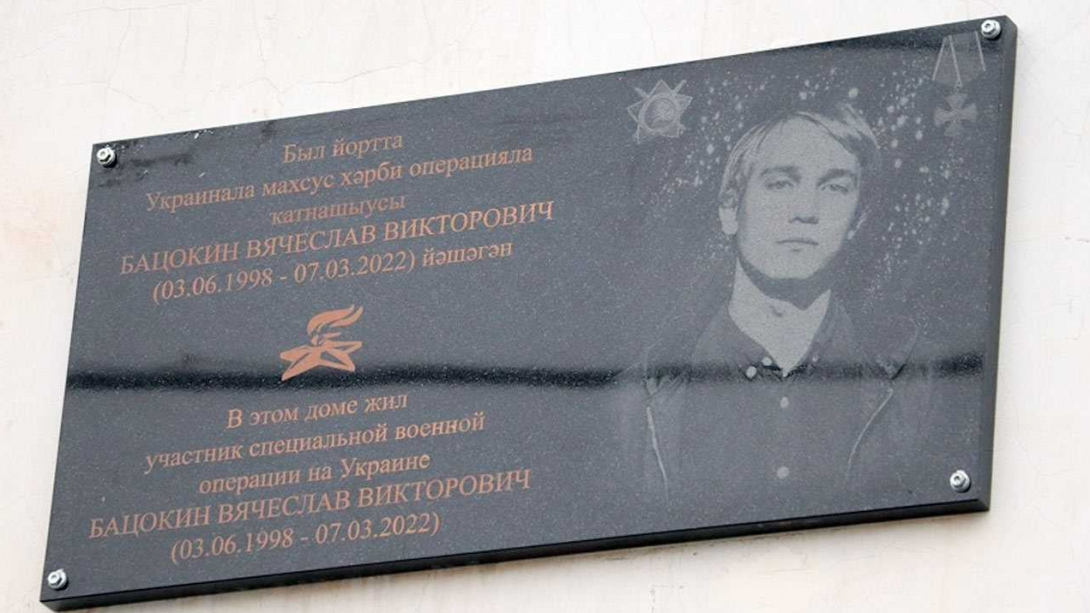 Был йортта
Украинала махсус хәрби операцияла
катнашыусы
БАЦОКИН ВЯЧЕСЛАВ ВИКТОРОВИЧ
(03.06.1998 - 07.03.2022) йәшәгән
В этом доме жил
участник специальной военной
операции на Украине
БАЦОКИН ВЯЧЕСЛАВ ВИКТОРОВИЧ
(03.06.1998 - 07.03.2022)